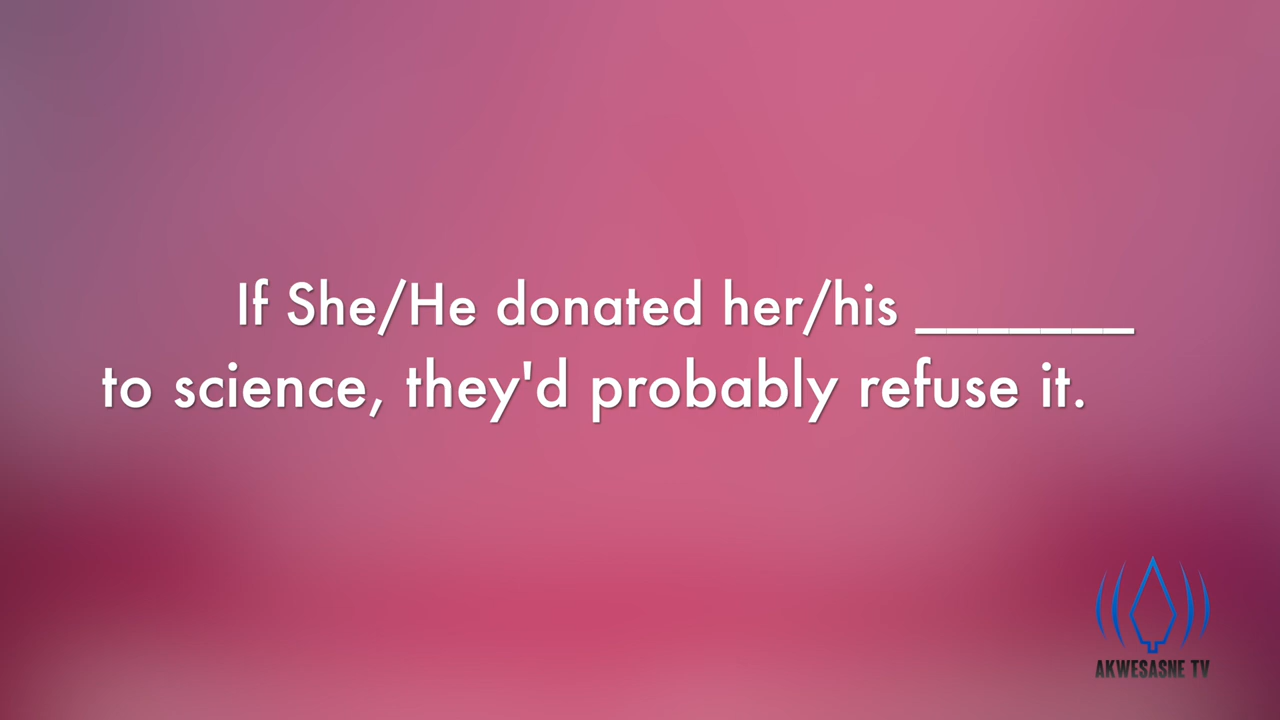 If She/He donated her/his _______
to science, they'd probably refuse it.
AKWESASNE TV